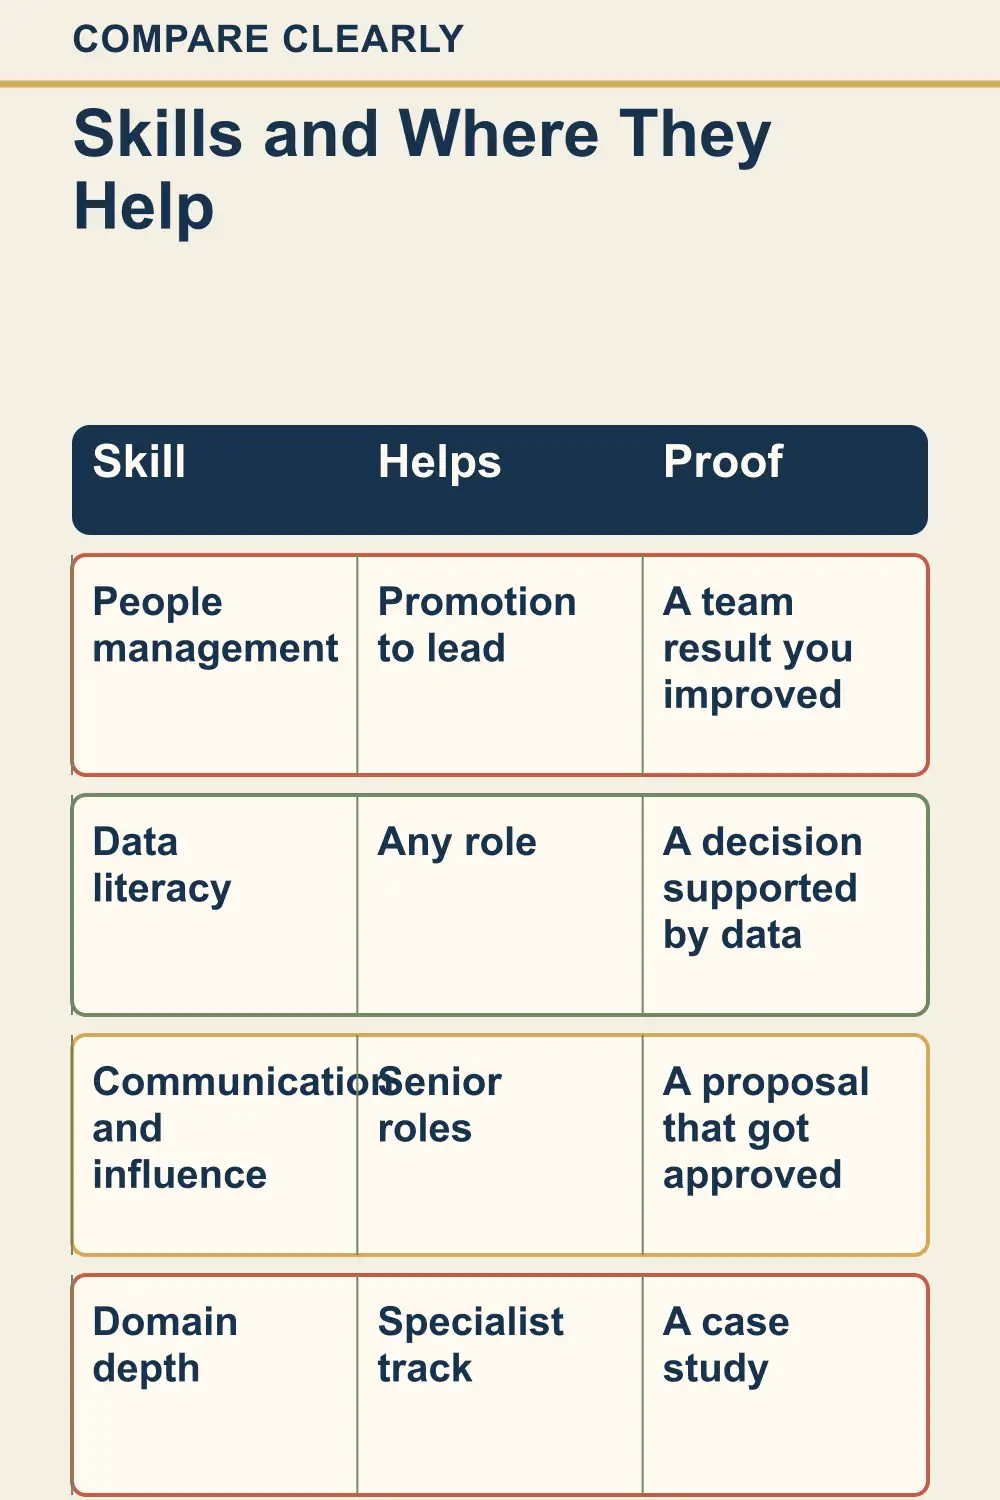 COMPARE CLEARLY
Skills and Where They
Help
Skill Helps Proof
People Promotion A team
management to lead result you
improved
Data Any role A decision
literacy supported
by data
Communication Senior A proposal
and roles that got
influence approved
Domain Specialist A case
depth track study